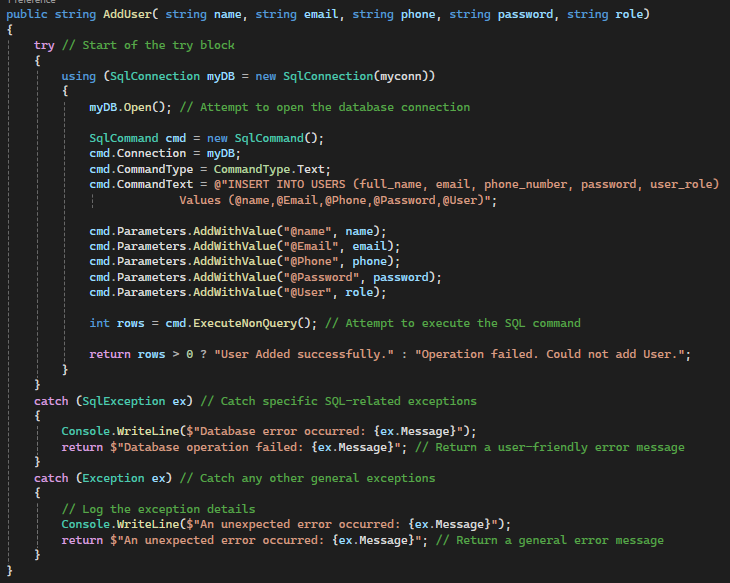 1 reference
public string AddUser( string name, string email, string phone, string password, string role)
{
    try // Start of the try block
    {
        using (SqlConnection myDB = new SqlConnection(myconn))
        {
            myDB.Open(); // Attempt to open the database connection

            SqlCommand cmd = new SqlCommand();
            cmd.Connection = myDB;
            cmd.CommandType = CommandType.Text;
            cmd.CommandText = @"INSERT INTO USERS (full_name, email, phone_number, password, user_role)
                         Values (@name,@Email,@Phone,@Password,@User)";

            cmd.Parameters.AddWithValue("@name", name);
            cmd.Parameters.AddWithValue("@Email", email);
            cmd.Parameters.AddWithValue("@Phone", phone);
            cmd.Parameters.AddWithValue("@Password", password);
            cmd.Parameters.AddWithValue("@User", role);

            int rows = cmd.ExecuteNonQuery(); // Attempt to execute the SQL command

            return rows > 0 ? "User Added successfully." : "Operation failed. Could not add User.";
        }
    }
    catch (SqlException ex) // Catch specific SQL-related exceptions
    {
        Console.WriteLine($"Database error occurred: {ex.Message}");
        return $"Database operation failed: {ex.Message}"; // Return a user-friendly error message
    }
    catch (Exception ex) // Catch any other general exceptions
    {
        // Log the exception details
        Console.WriteLine($"An unexpected error occurred: {ex.Message}");
        return $"An unexpected error occurred: {ex.Message}"; // Return a general error message
    }
}